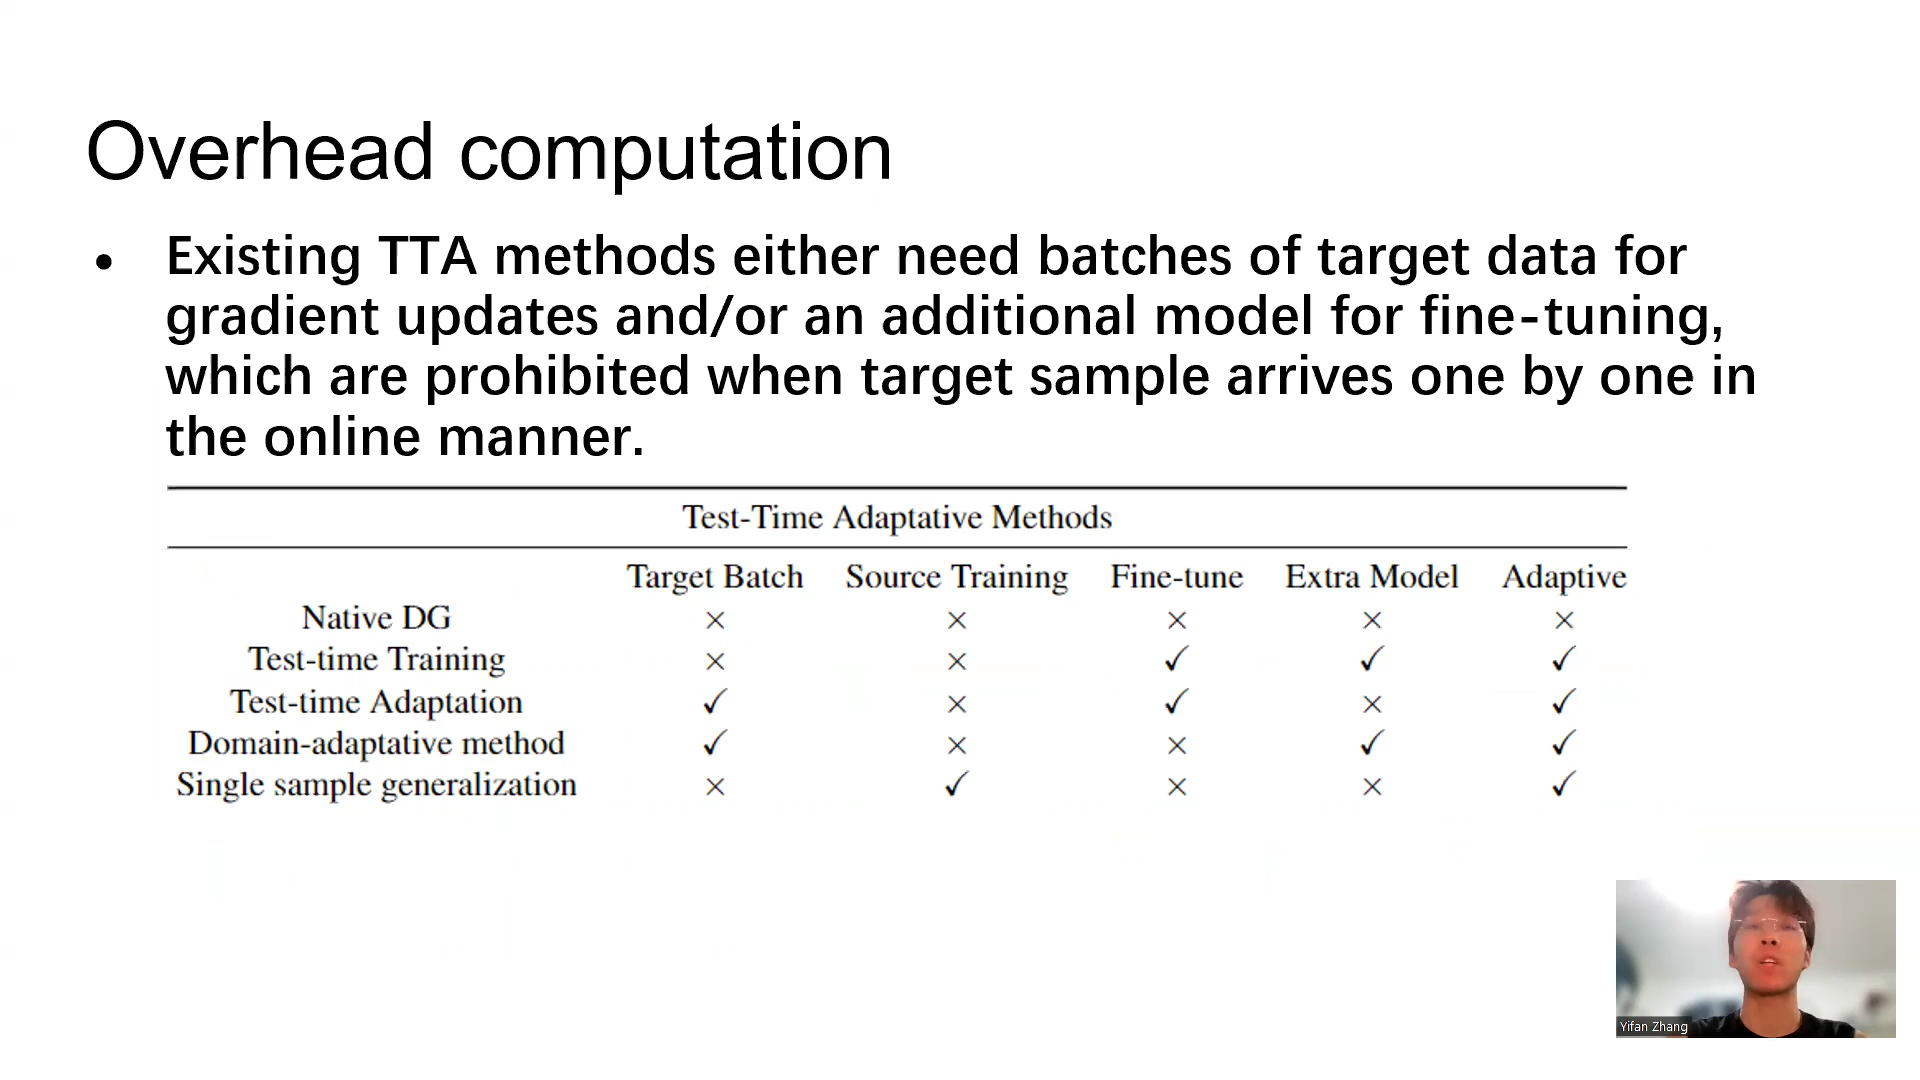 Overhead computation
• Existing TTA methods either need batches of target data for
gradient updates and/or an additional model for fine-tuning,
which are prohibited when target sample arrives one by one in
the online manner.
Test-Time Adaptative Methods
Target Batch Source Training Fine-tune Extra Model Adaptive
Native DG × × × × ×
Test-time Training × × ✓ ✓ ✓
Test-time Adaptation ✓ × ✓ × ✓
Domain-adaptative method ✓ × × ✓ ✓
Single sample generalization × ✓ × × ✓
Yifan Zhang